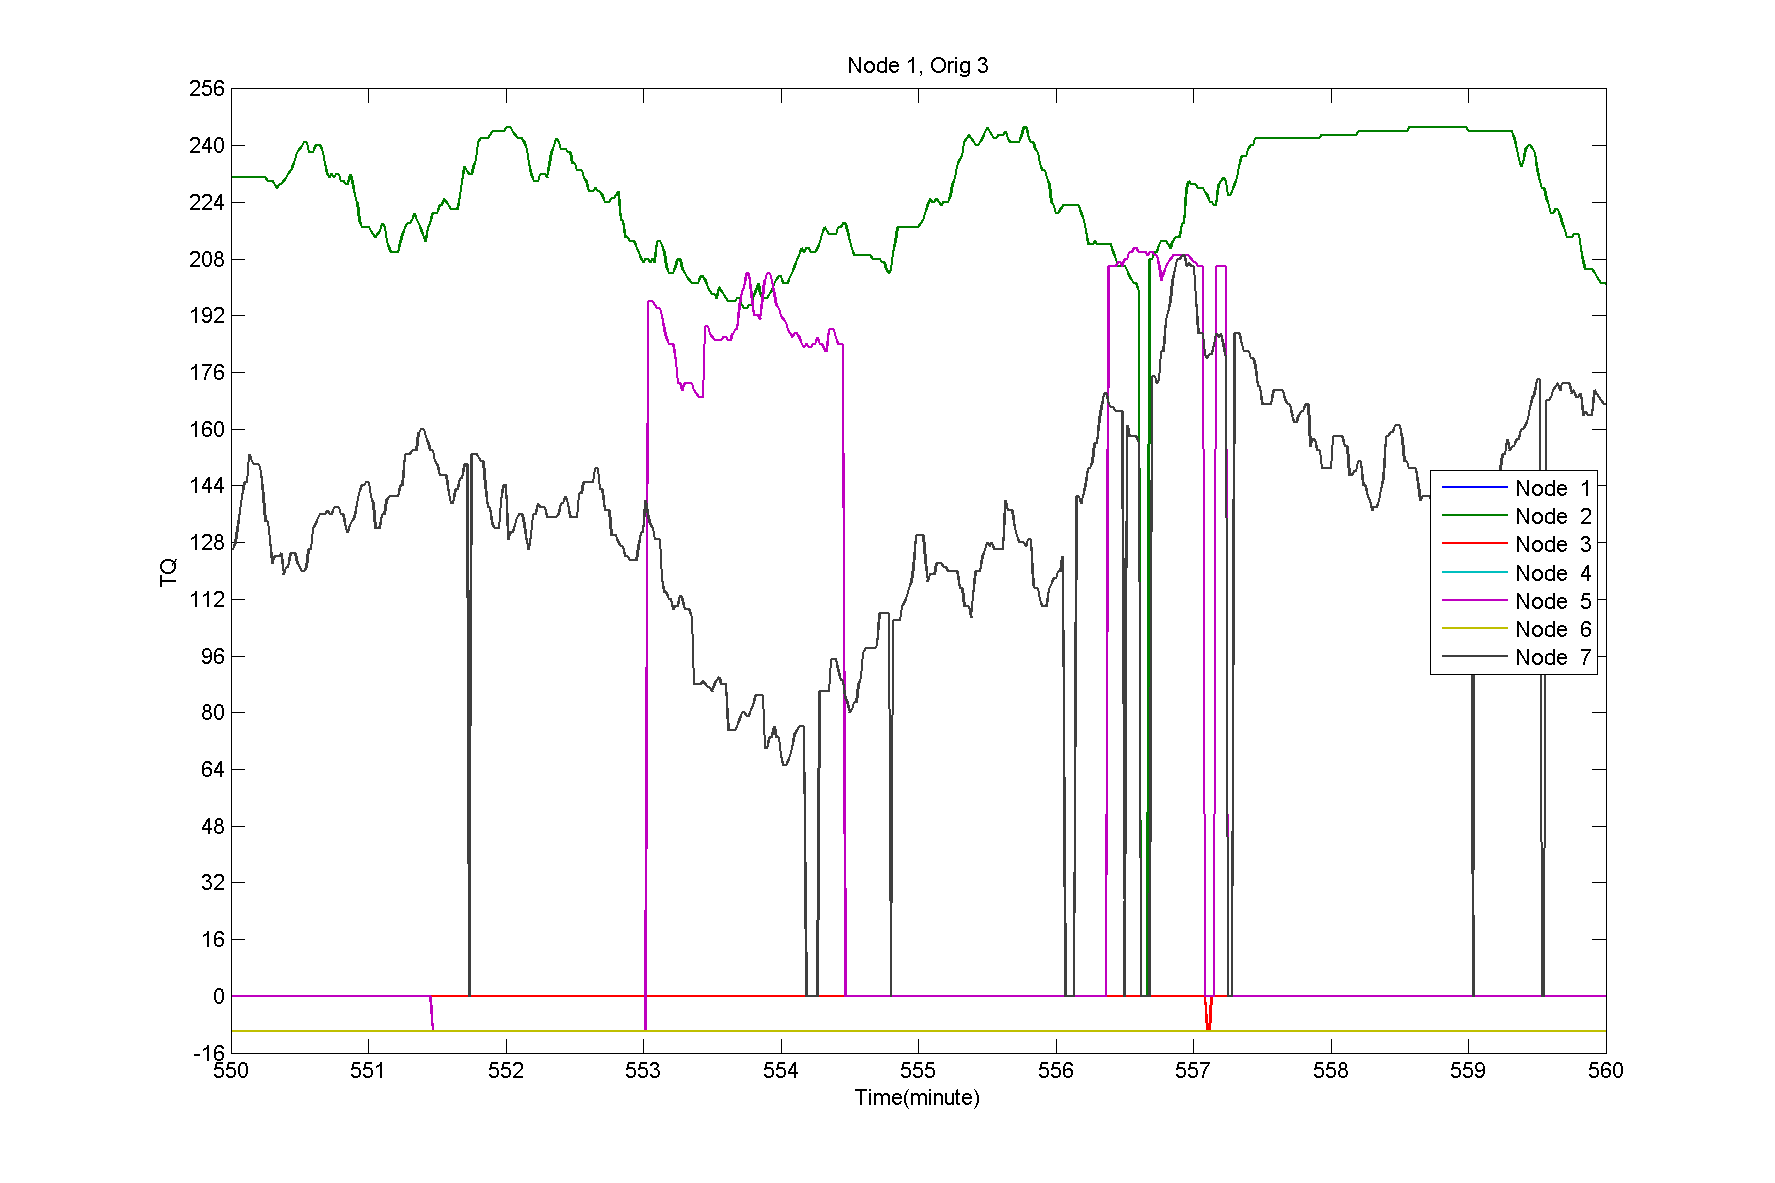 Node 1, Orig 3
256
240
224
208
192
176
160
144
128
112
96
80
64
48
32
16
0
-16
TQ
Node 1
Node 2
Node 3
Node 4
Node 5
Node 6
Node 7
550 551 552 553 554 555 556 557 558 559 560
Time(minute)